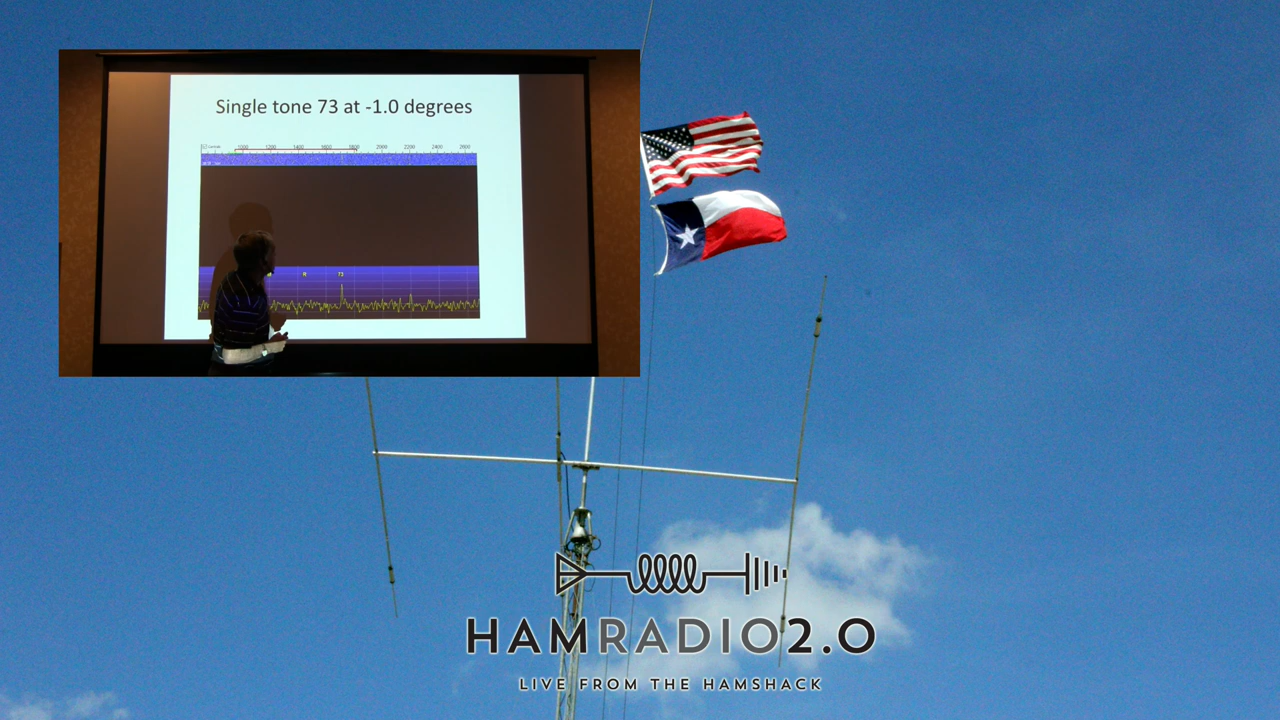 Single tone 73 at -1.0 degrees
1000 1200 1400 1600 1800 2000 2200 2400 2600
R 73
HAMRADIO2.0
LIVE FROM THE HAMSHACK